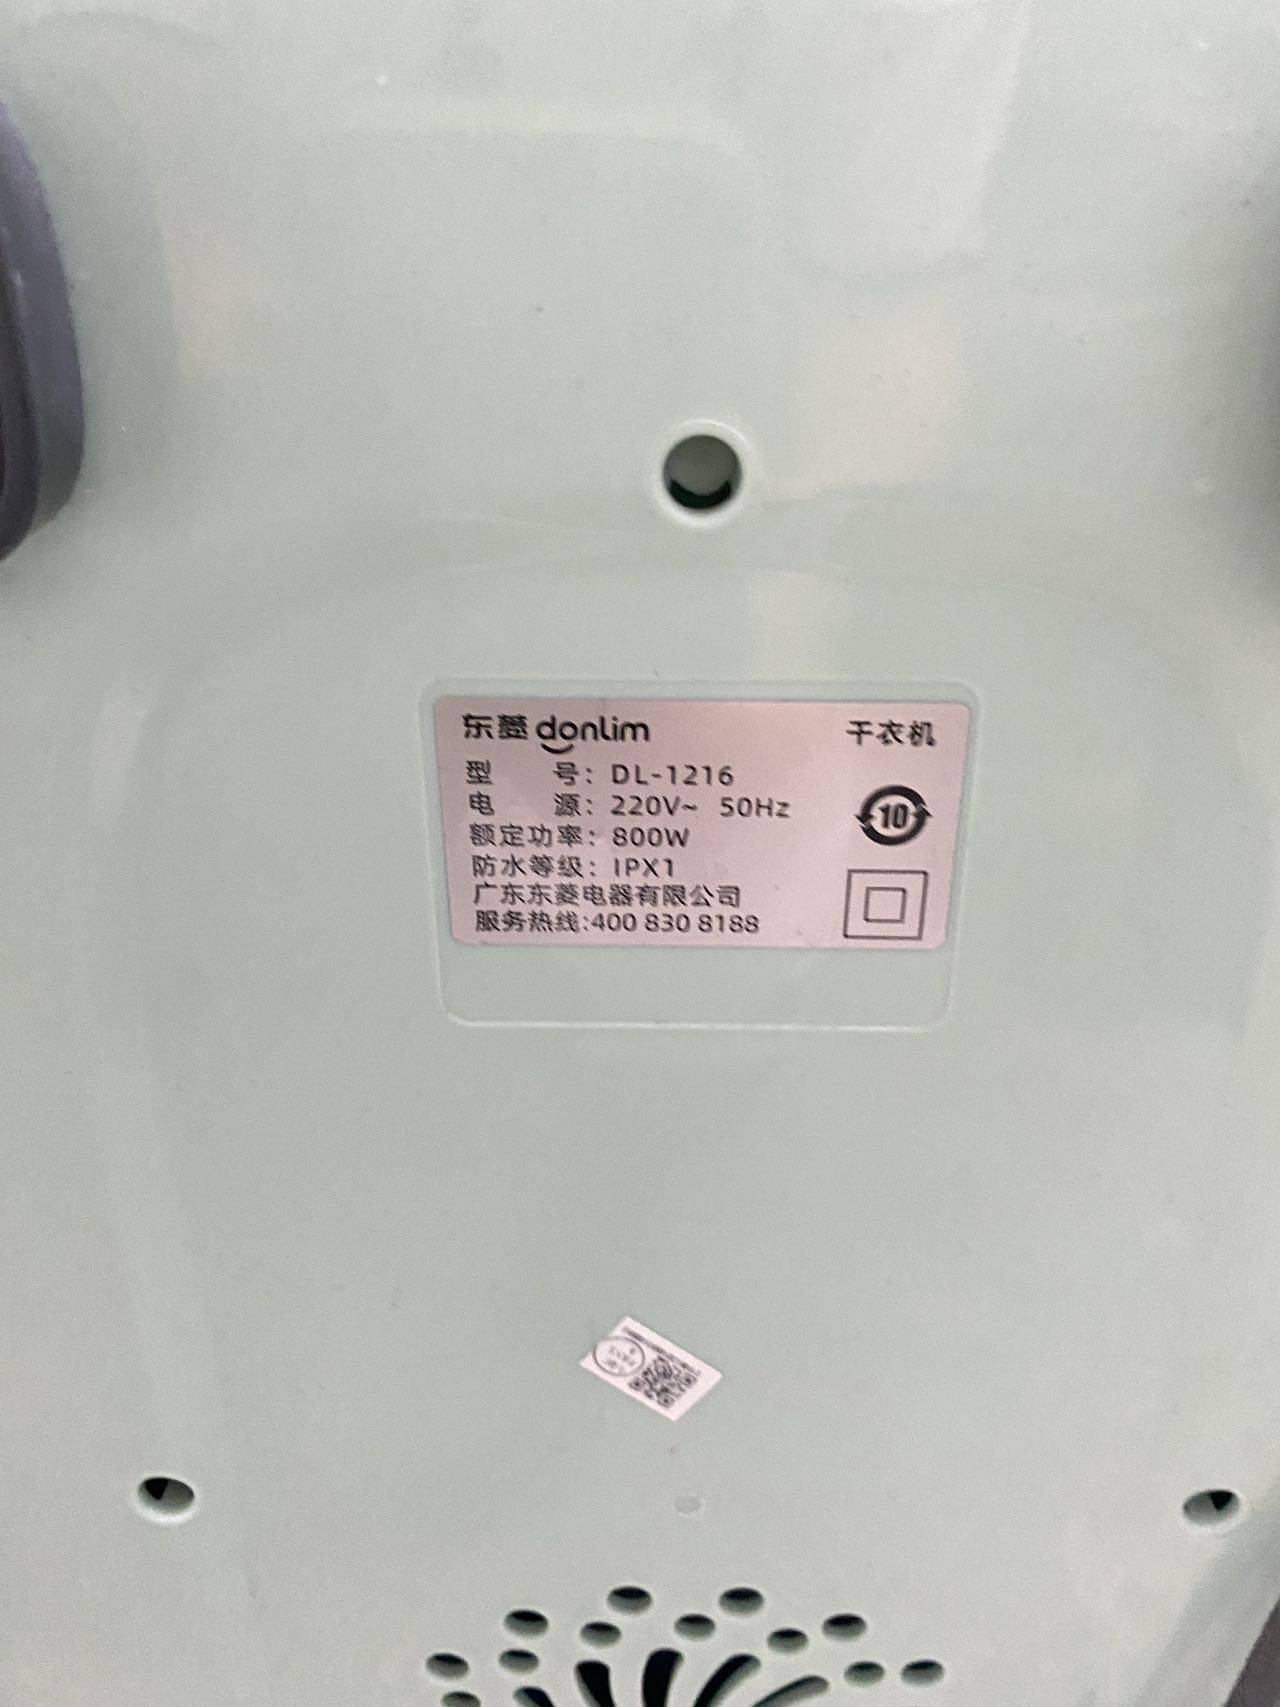 东菱 donlim 干衣机
型 号: DL-1216
电 源: 220V~ 50Hz
10
额定功率: 800W
防水等级: IPX1
广东东菱电器有限公司
服务热线:400 830 8188